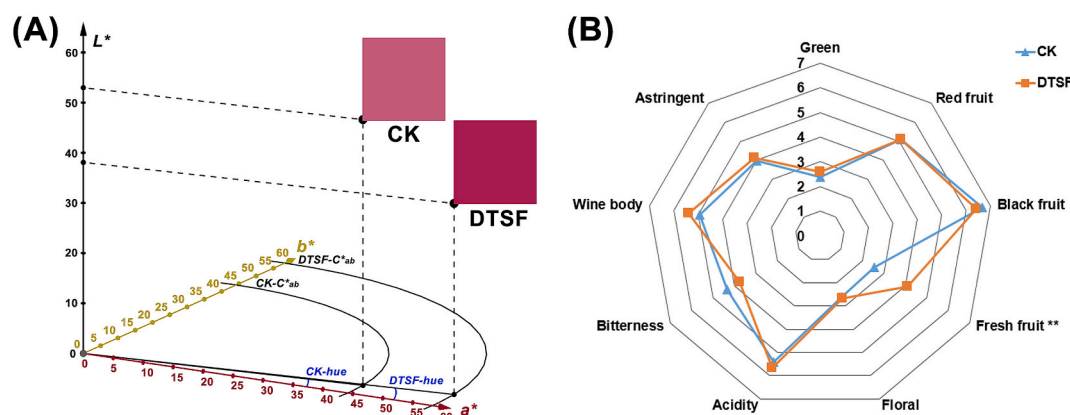 (A)
L*
60
50
40
30
20
10
0
CK
DTSF
b*
0
5
10
15
20
25
30
35
40
45
50
55
60
DTSF-C*ab
CK-C*ab
CK-hue
DTSF-hue
0
5
10
15
20
25
30
35
40
45
50
55
a*
(B)
CK
DTSF
Green
Red fruit
Black fruit
Fresh fruit **
Floral
Acidity
Bitterness
Wine body
Astringent
7
6
5
4
3
2
1
0